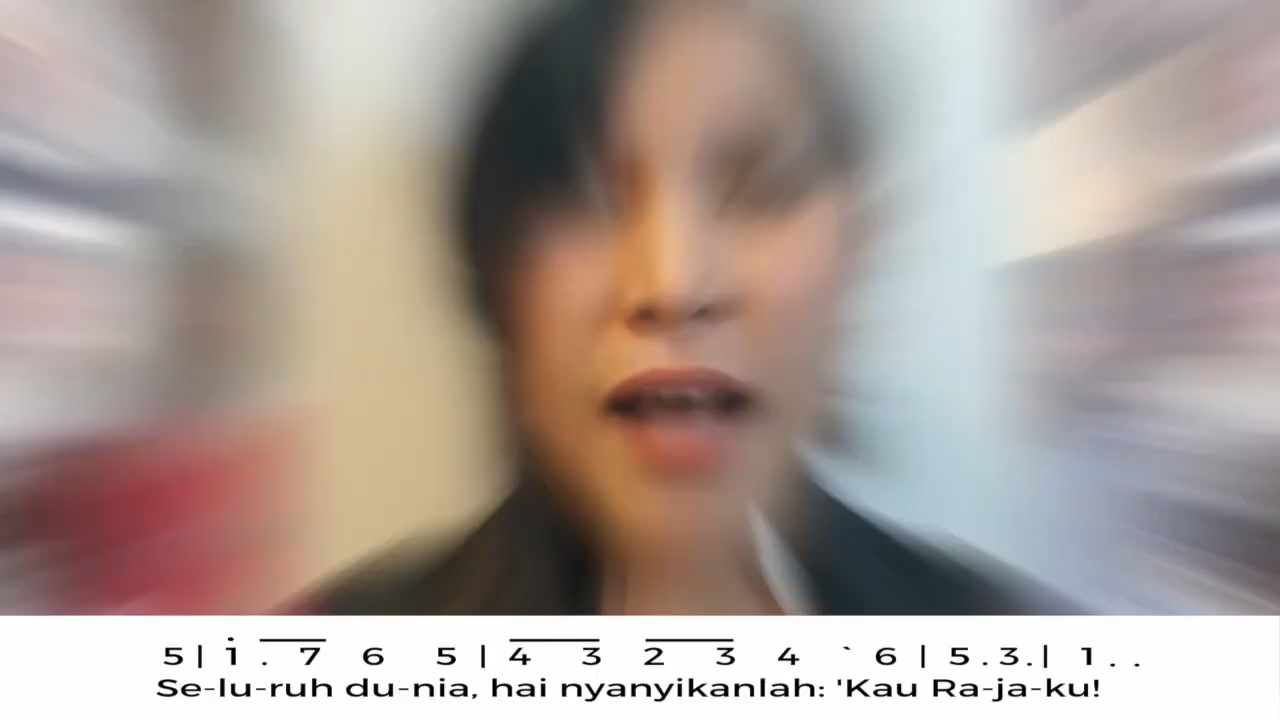 5 | 1̇ . 7 6 5 | 4 3 2 3 4 ` 6 | 5 . 3 . | 1 . .
Se-lu-ruh du-nia, hai nyanyikanlah: 'Kau Ra-ja-ku!